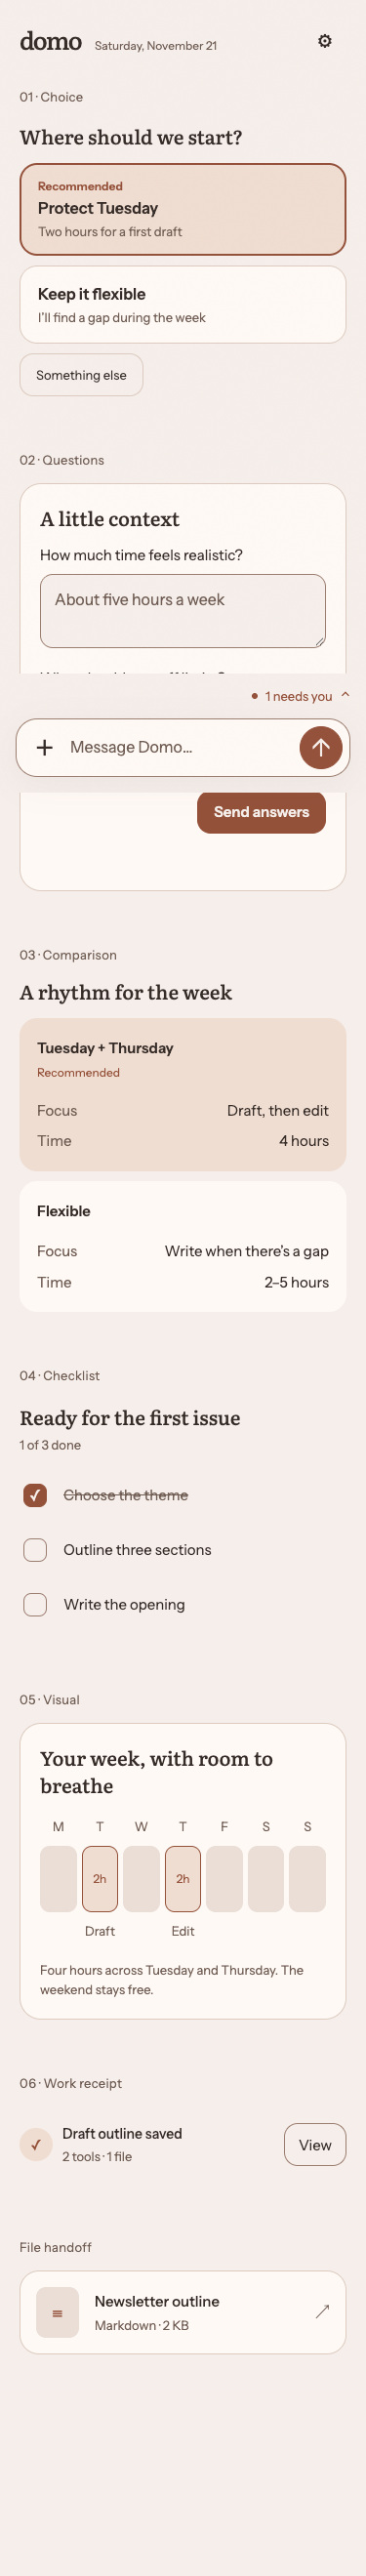 domo Saturday, November 21
01 · Choice
Where should we start?
Recommended
Protect Tuesday
Two hours for a first draft
Keep it flexible
I'll find a gap during the week
Something else
02 · Questions
A little context
How much time feels realistic?
About five hours a week
1 needs you
Message Domo...
Send answers
03 · Comparison
A rhythm for the week
Tuesday + Thursday
Recommended
Focus Draft, then edit
Time 4 hours
Flexible
Focus Write when there's a gap
Time 2–5 hours
04 · Checklist
Ready for the first issue
1 of 3 done
Choose the theme
Outline three sections
Write the opening
05 · Visual
Your week, with room to
breathe
M T W T F S S
2h 2h
Draft Edit
Four hours across Tuesday and Thursday. The
weekend stays free.
06 · Work receipt
Draft outline saved
2 tools · 1 file
View
File handoff
Newsletter outline
Markdown · 2 KB